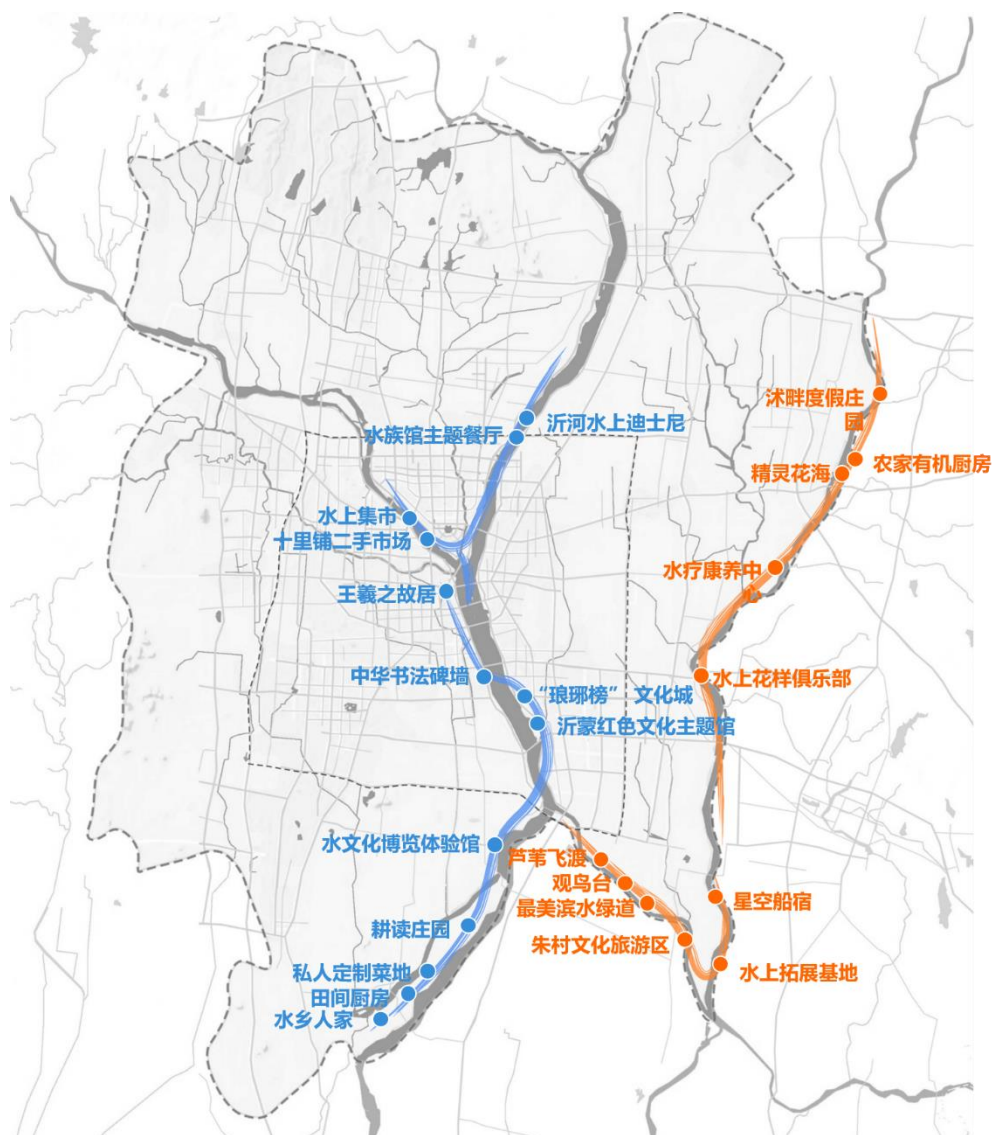 沭畔度假庄
园
沂河水上迪士尼
水族馆主题餐厅
农家有机厨房
精灵花海
水上集市
十里铺二手市场
水疗康养中
心
王羲之故居
中华书法碑墙
水上花样俱乐部
“琅琊榜” 文化城
沂蒙红色文化主题馆
水文化博览体验馆
芦苇飞渡
观鸟台
最美滨水绿道
星空船宿
耕读庄园
朱村文化旅游区
私人定制菜地
水上拓展基地
田间厨房
水乡人家